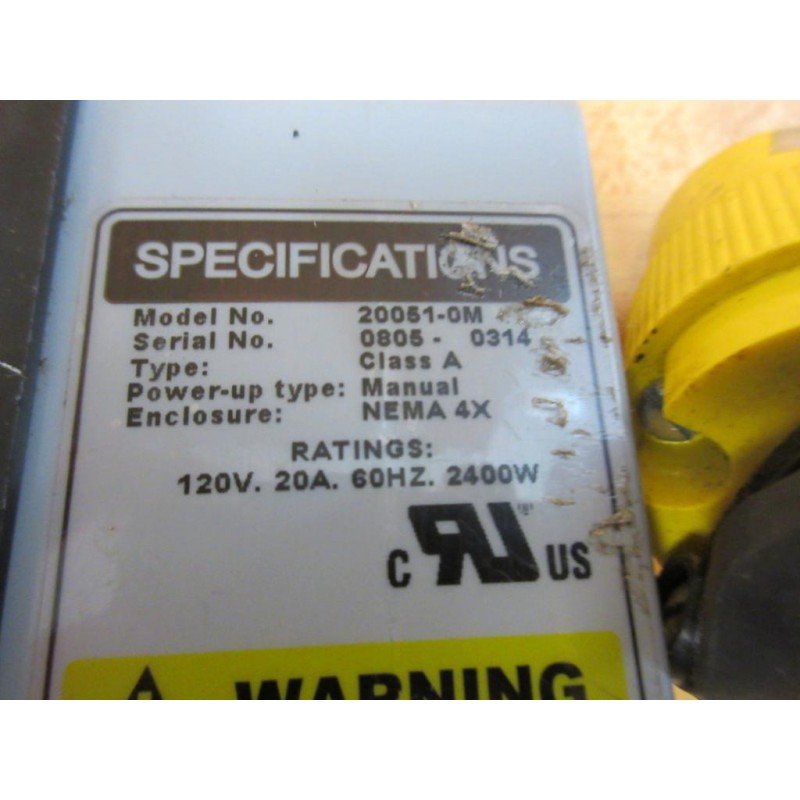 SPECIFICATIONS
Model No. 20051-0M
Serial No. 0805 - 0314
Type: Class A
Power-up type: Manual
Enclosure: NEMA 4X
RATINGS:
120V. 20A. 60HZ. 2400W
C RU US
WARNING